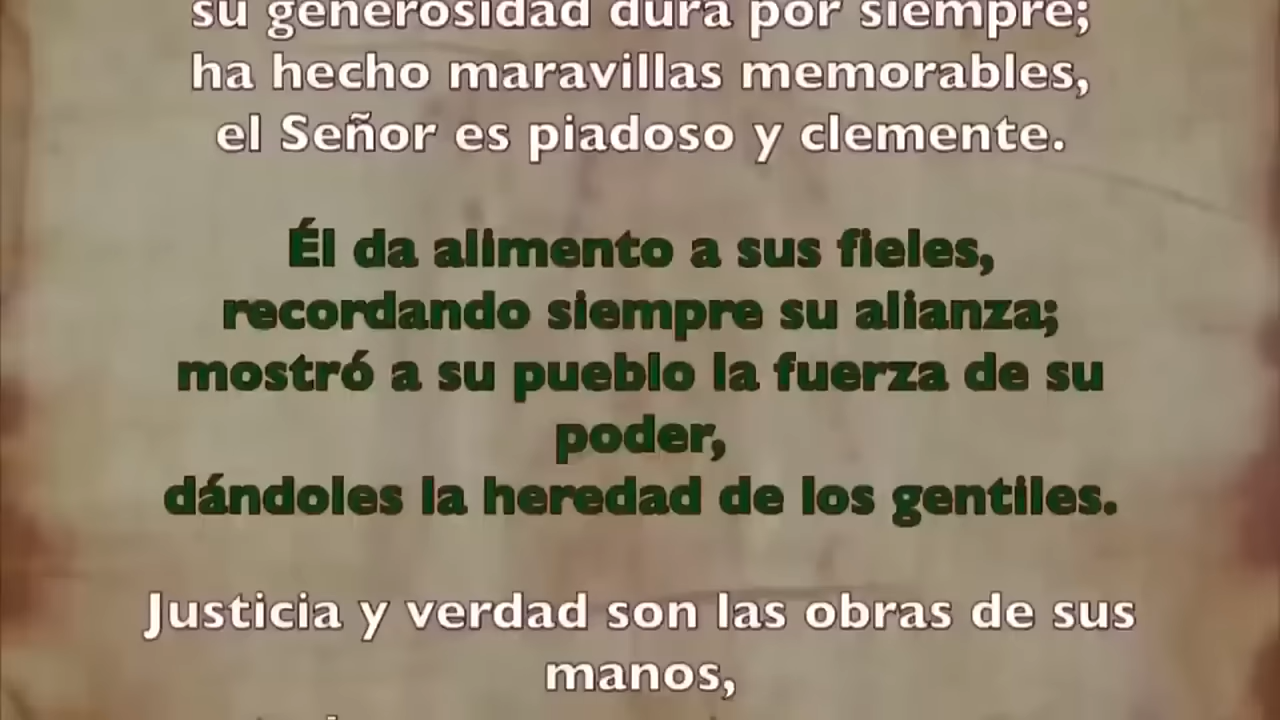 su generosidad dura por siempre;
ha hecho maravillas memorables,
el Señor es piadoso y clemente.
Él da alimento a sus fieles,
recordando siempre su alianza;
mostró a su pueblo la fuerza de su
poder,
dándoles la heredad de los gentiles.
Justicia y verdad son las obras de sus
manos,